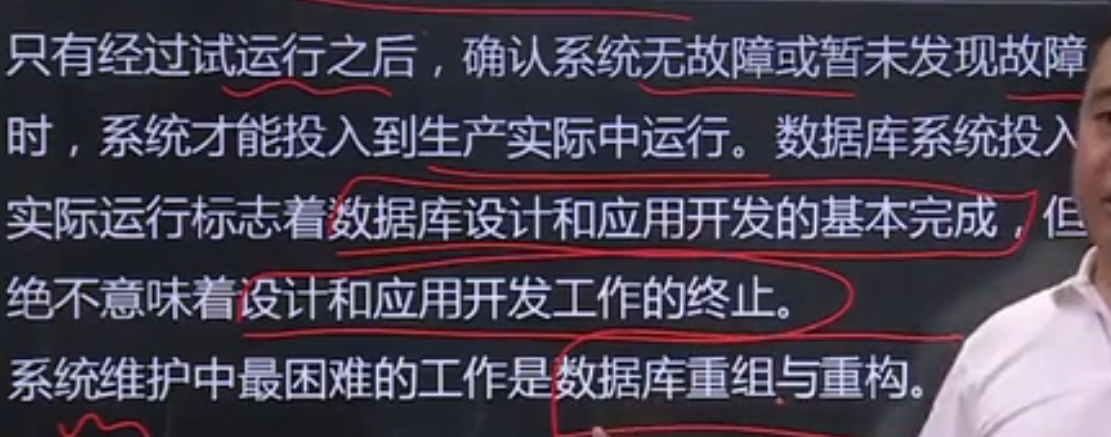 只有经过试运行之后，确认系统无故障或暂未发现故障
时，系统才能投入到生产实际中运行。数据库系统投入
实际运行标志着数据库设计和应用开发的基本完成，但
绝不意味着设计和应用开发工作的终止。
系统维护中最困难的工作是数据库重组与重构。